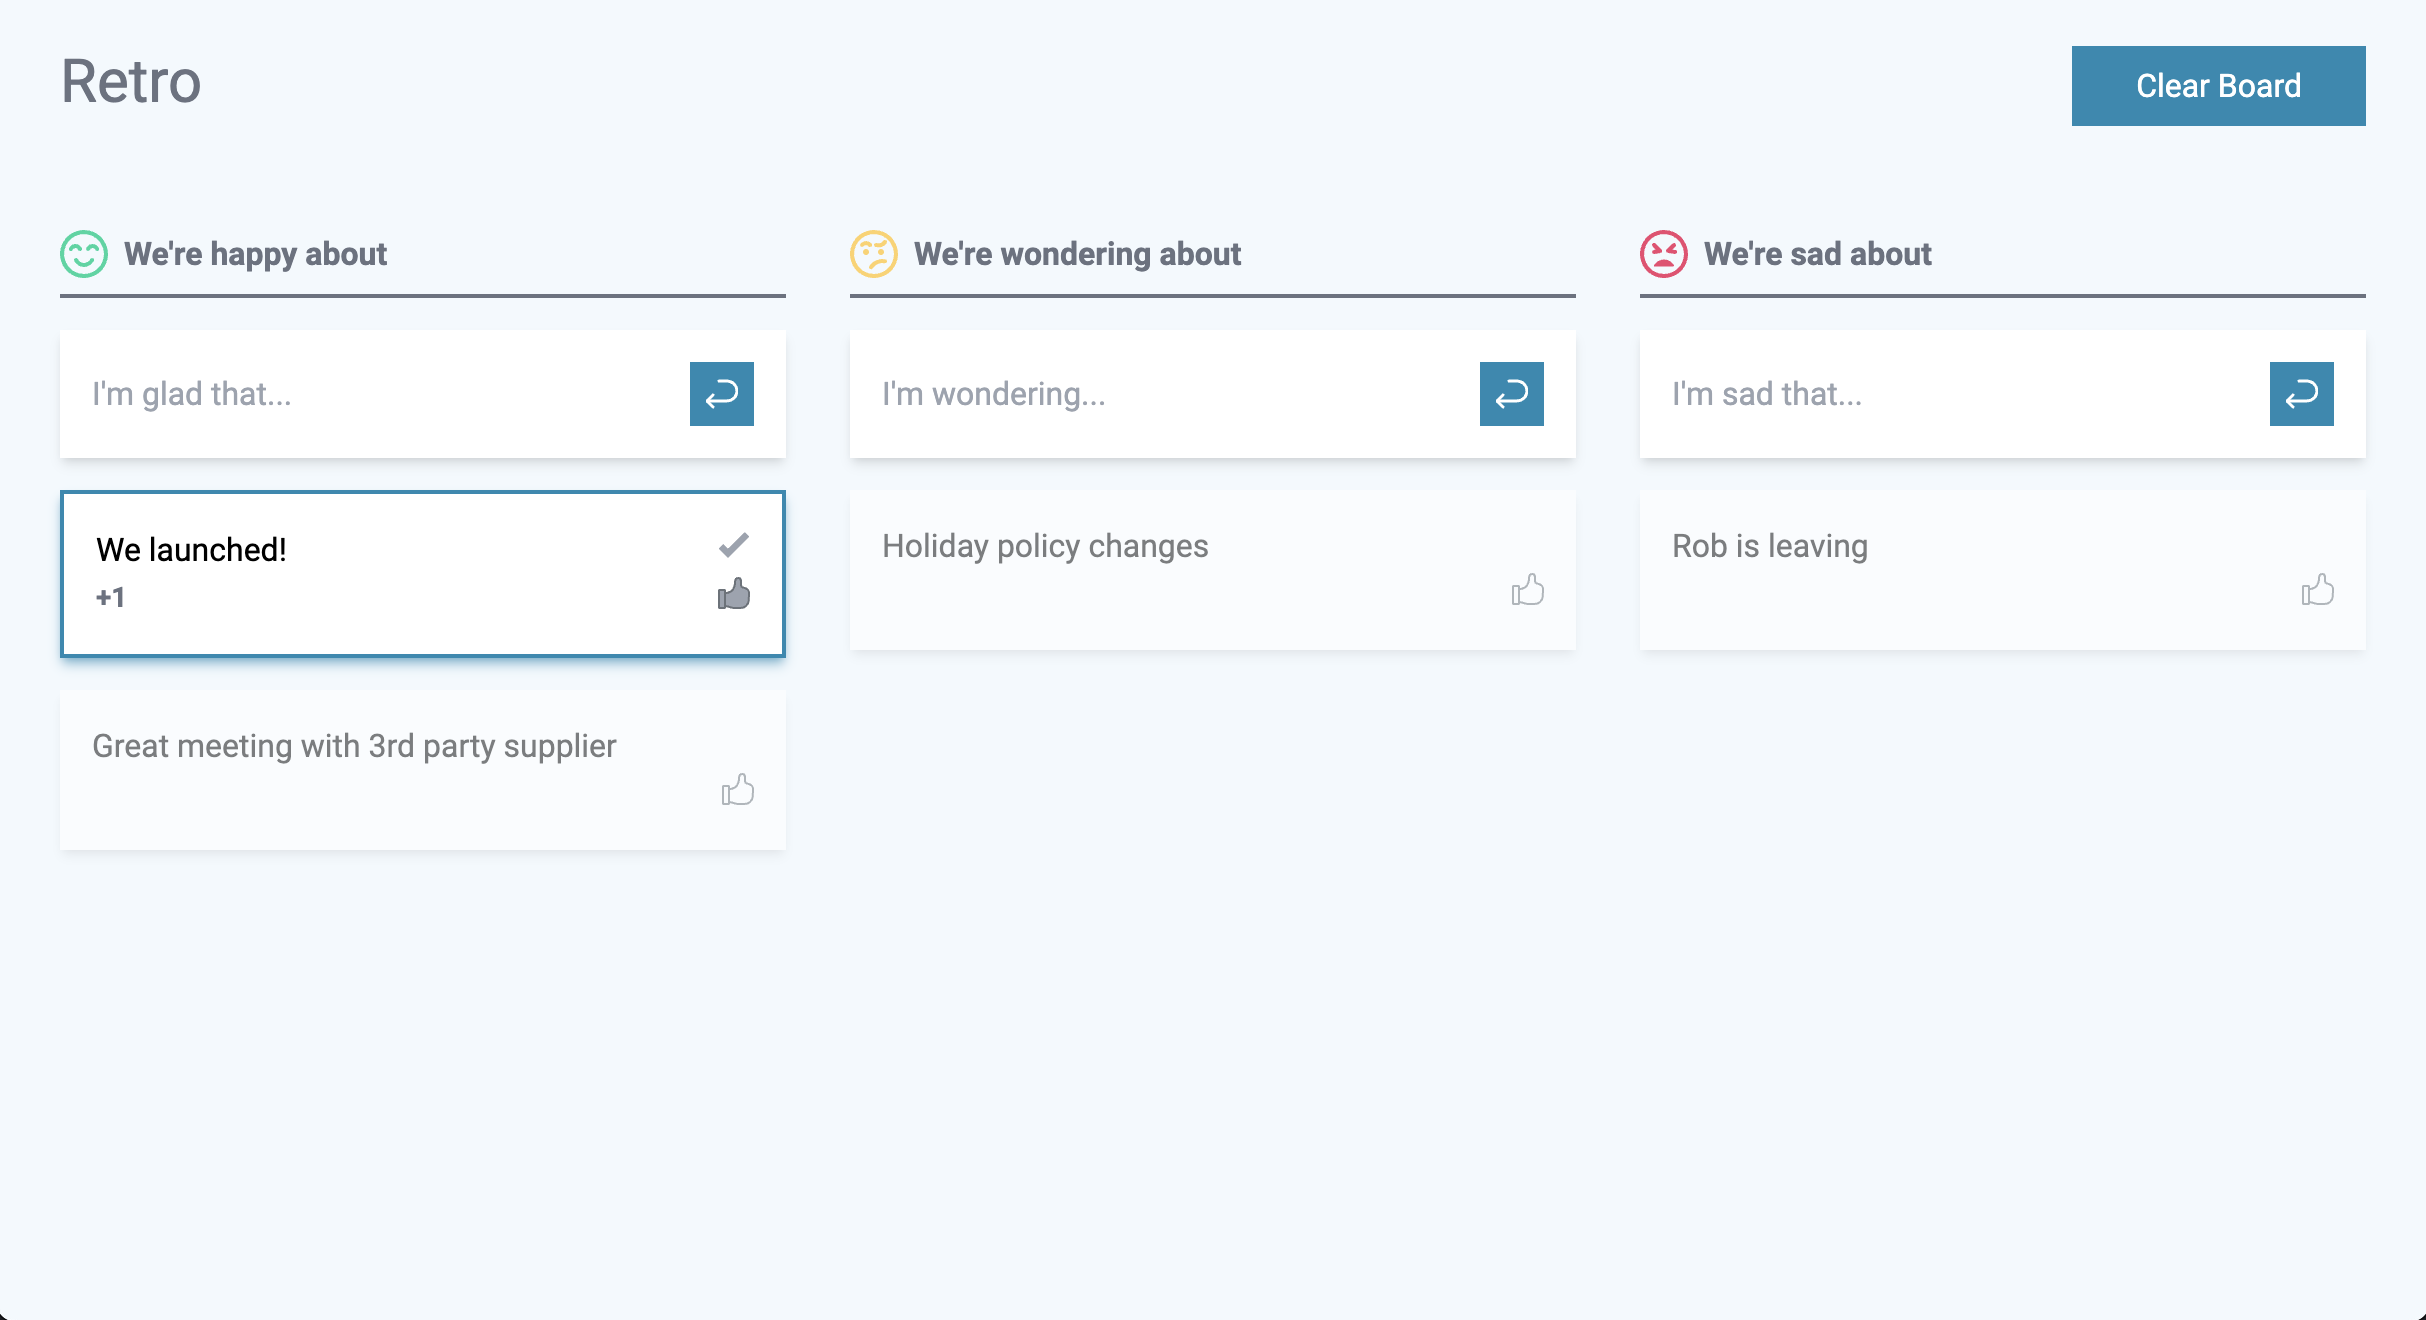 Retro
Clear Board
We're happy about
We're wondering about
We're sad about
I'm glad that...
I'm wondering...
I'm sad that...
We launched!
+1
Holiday policy changes
Rob is leaving
Great meeting with 3rd party supplier